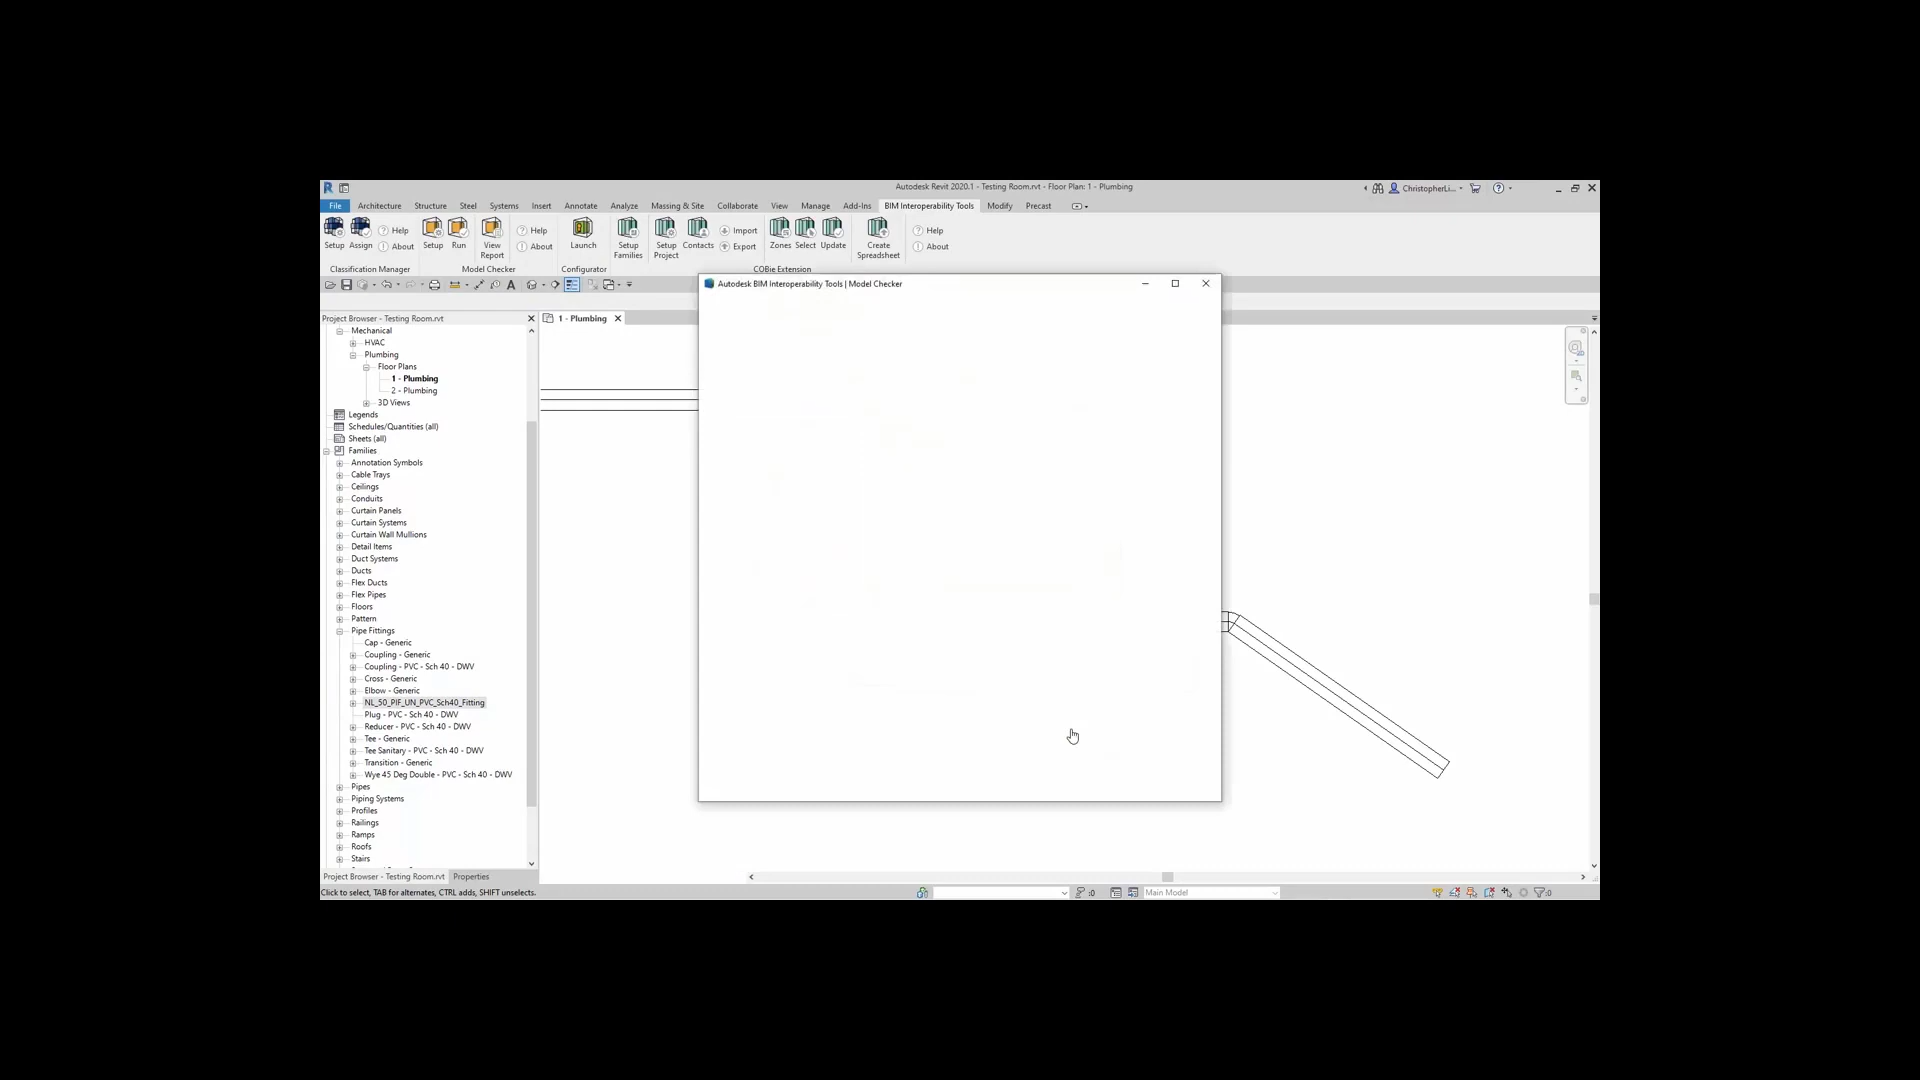 Autodesk Revit 2020.1 - Testing Room.rvt - Floor Plan: 1 - Plumbing
ChristopherLi...
File Architecture Structure Steel Systems Insert Annotate Analyze Massing & Site Collaborate View Manage Add-Ins BIM Interoperability Tools Modify Precast
Setup Assign Help About
Setup Run View Report Help About
Launch
Setup Families Setup Project Contacts Import Export Zones Select Update Create Spreadsheet Help About
Classification Manager Model Checker Configurator COBie Extension
Autodesk BIM Interoperability Tools | Model Checker
Project Browser - Testing Room.rvt
1 - Plumbing
Mechanical
HVAC
Plumbing
Floor Plans
1 - Plumbing
2 - Plumbing
3D Views
Legends
Schedules/Quantities (all)
Sheets (all)
Families
Annotation Symbols
Cable Trays
Ceilings
Conduits
Curtain Panels
Curtain Systems
Curtain Wall Mullions
Detail Items
Duct Systems
Ducts
Flex Ducts
Flex Pipes
Floors
Pattern
Pipe Fittings
Cap - Generic
Coupling - Generic
Coupling - PVC - Sch 40 - DWV
Cross - Generic
Elbow - Generic
NL_50_PIF_UN_PVC_Sch40_Fitting
Plug - PVC - Sch 40 - DWV
Reducer - PVC - Sch 40 - DWV
Tee - Generic
Tee Sanitary - PVC - Sch 40 - DWV
Transition - Generic
Wye 45 Deg Double - PVC - Sch 40 - DWV
Pipes
Piping Systems
Profiles
Railings
Ramps
Roofs
Stairs
Project Browser - Testing Room.rvt Properties
Click to select, TAB for alternates, CTRL adds, SHIFT unselects.
:0
Main Model
:0